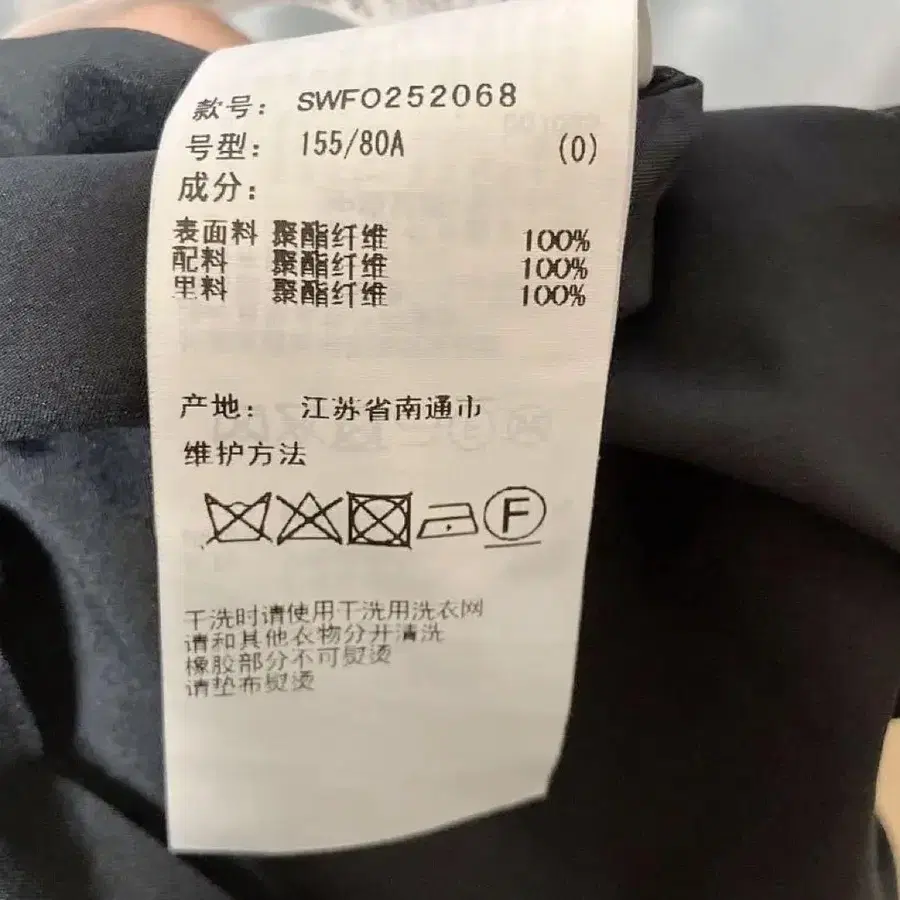 款号： SWFO252068
号型： 155/80A (0)
成分：
表面料 聚酯纤维 100%
配料 聚酯纤维 100%
里料 聚酯纤维 100%
产地： 江苏省南通市
维护方法
F
干洗时请使用干洗用洗衣网
请和其他衣物分开清洗
橡胶部分不可熨烫
请垫布熨烫